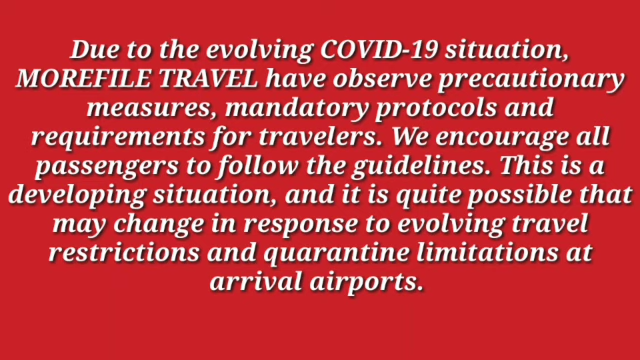 Due to the evolving COVID-19 situation,
MOREFILE TRAVEL have observe precautionary
measures, mandatory protocols and
requirements for travelers. We encourage all
passengers to follow the guidelines. This is a
developing situation, and it is quite possible that
may change in response to evolving travel
restrictions and quarantine limitations at
arrival airports.